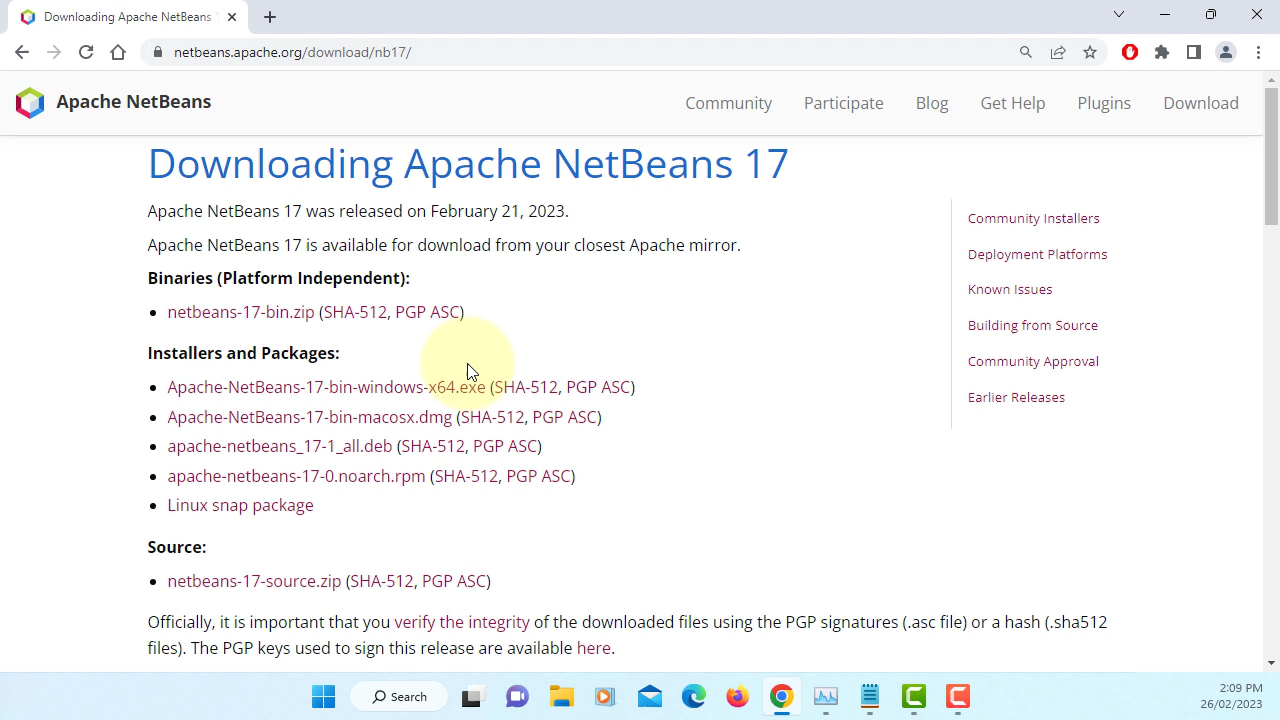 Downloading Apache NetBeans
netbeans.apache.org/download/nb17/
Apache NetBeans
Community Participate Blog Get Help Plugins Download
Downloading Apache NetBeans 17
Apache NetBeans 17 was released on February 21, 2023.
Apache NetBeans 17 is available for download from your closest Apache mirror.
Binaries (Platform Independent):
netbeans-17-bin.zip (SHA-512, PGP ASC)
Installers and Packages:
Apache-NetBeans-17-bin-windows-x64.exe (SHA-512, PGP ASC)
Apache-NetBeans-17-bin-macosx.dmg (SHA-512, PGP ASC)
apache-netbeans_17-1_all.deb (SHA-512, PGP ASC)
apache-netbeans-17-0.noarch.rpm (SHA-512, PGP ASC)
Linux snap package
Source:
netbeans-17-source.zip (SHA-512, PGP ASC)
Officially, it is important that you verify the integrity of the downloaded files using the PGP signatures (.asc file) or a hash (.sha512
files). The PGP keys used to sign this release are available here.
Community Installers
Deployment Platforms
Known Issues
Building from Source
Community Approval
Earlier Releases
Search
2:09 PM
26/02/2023